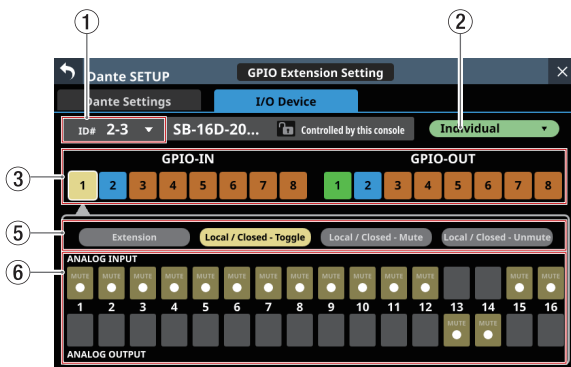 1 2
Dante SETUP GPIO Extension Setting
Dante Settings I/O Device
ID# 2-3 SB-16D-20... Controlled by this console Individual
GPIO-IN GPIO-OUT
3
1 2 3 4 5 6 7 8 1 2 3 4 5 6 7 8
5
Extension Local / Closed - Toggle Local / Closed - Mute Local / Closed - Unmute
6
ANALOG INPUT
MUTE MUTE MUTE MUTE MUTE MUTE MUTE MUTE MUTE MUTE MUTE MUTE MUTE MUTE
1 2 3 4 5 6 7 8 9 10 11 12 13 14 15 16
MUTE MUTE
ANALOG OUTPUT